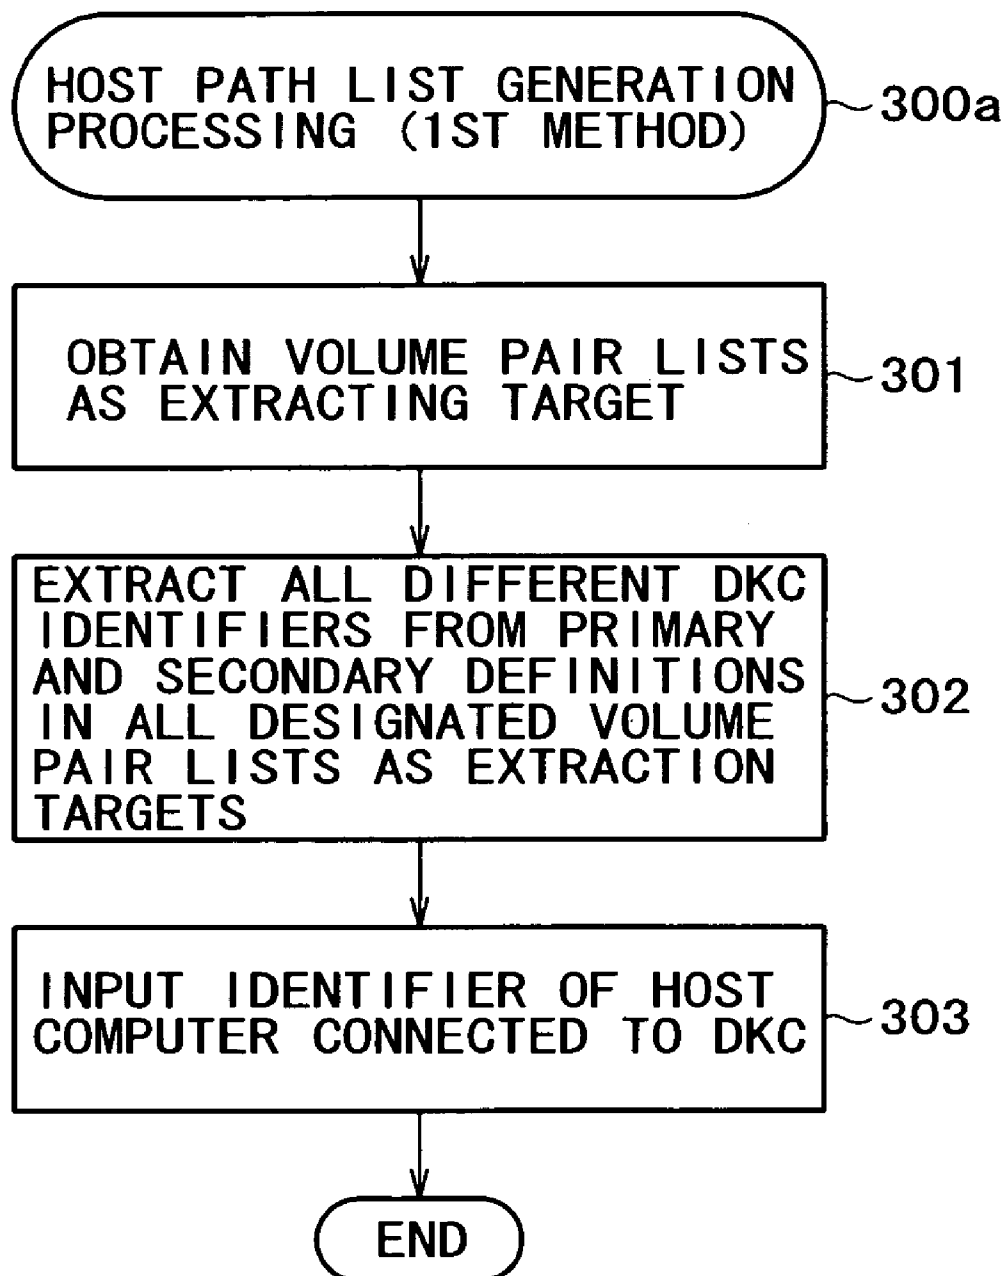 HOST PATH LIST GENERATION
PROCESSING (1ST METHOD)
300a
OBTAIN VOLUME PAIR LISTS
AS EXTRACTING TARGET
301
EXTRACT ALL DIFFERENT DKC
IDENTIFIERS FROM PRIMARY
AND SECONDARY DEFINITIONS
IN ALL DESIGNATED VOLUME
PAIR LISTS AS EXTRACTION
TARGETS
302
INPUT IDENTIFIER OF HOST
COMPUTER CONNECTED TO DKC
303
END